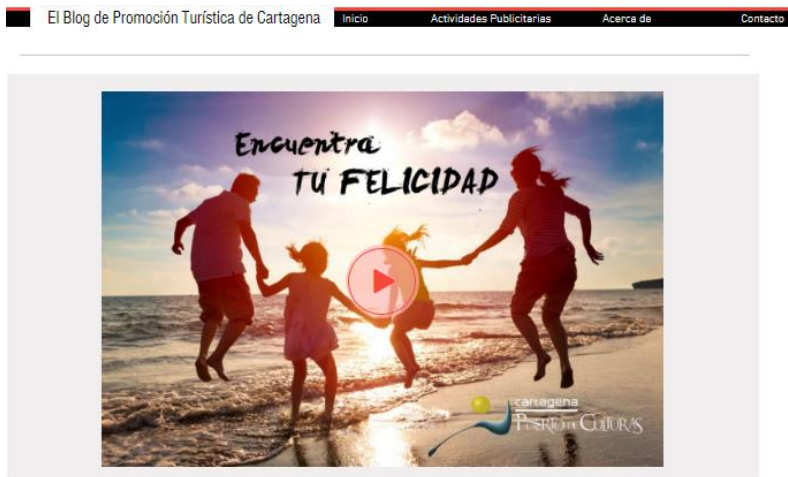 El Blog de Promoción Turística de Cartagena
Inicio Actividades Publicitarias Acerca de Contacto
Encuentra
TU FELICIDAD
cartagena
PUERTO DE CULTURAS